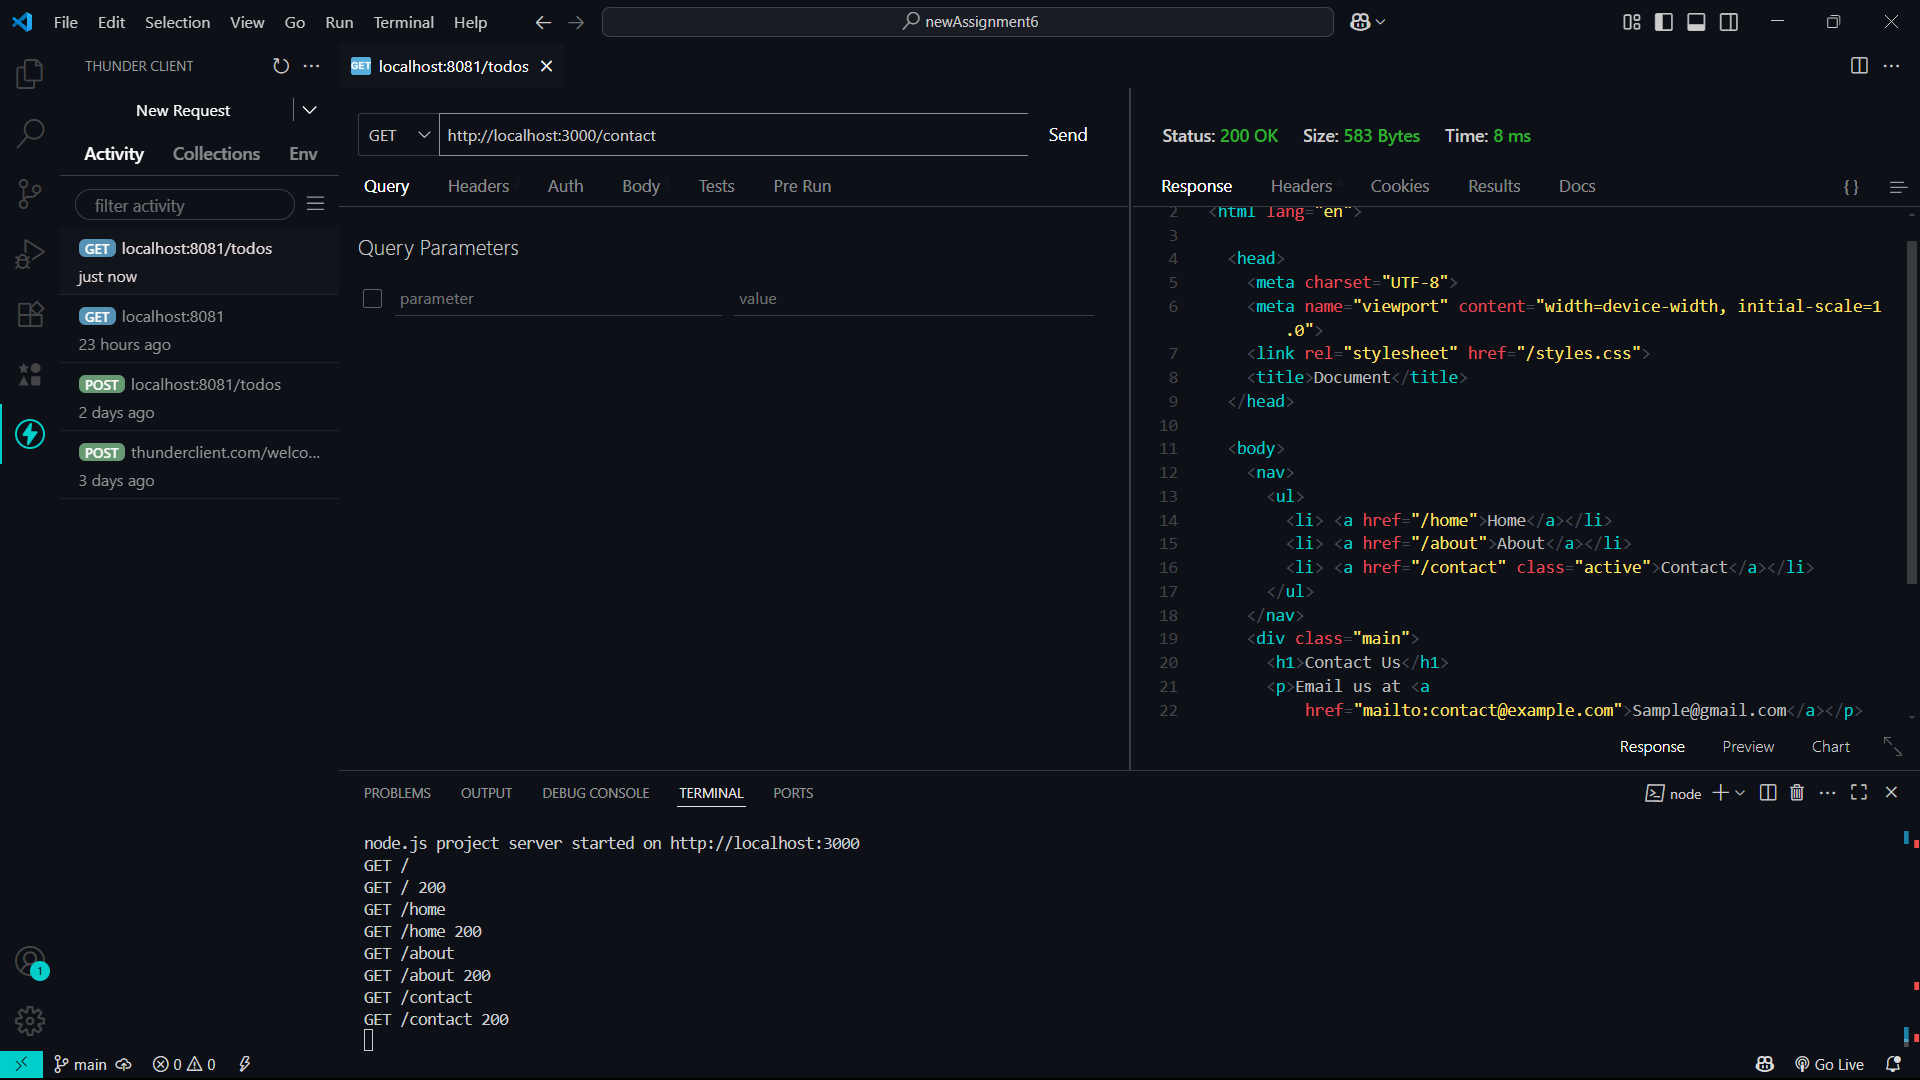 File Edit Selection View Go Run Terminal Help
newAssignment6
THUNDER CLIENT
New Request
Activity Collections Env
filter activity
GET localhost:8081/todos
just now
GET localhost:8081
23 hours ago
POST localhost:8081/todos
2 days ago
POST thunderclient.com/welco...
3 days ago
1
GET localhost:8081/todos
GET http://localhost:3000/contact Send
Query Headers 2 Auth Body 1 Tests Pre Run
Query Parameters
parameter value
Status: 200 OK Size: 583 Bytes Time: 8 ms
Response Headers 4 Cookies Results Docs
{ }
2 <html lang="en">
3
4 <head>
5 <meta charset="UTF-8">
6 <meta name="viewport" content="width=device-width, initial-scale=1
.0">
7 <link rel="stylesheet" href="/styles.css">
8 <title>Document</title>
9 </head>
10
11 <body>
12 <nav>
13 <ul>
14 <li> <a href="/home">Home</a></li>
15 <li> <a href="/about">About</a></li>
16 <li> <a href="/contact" class="active">Contact</a></li>
17 </ul>
18 </nav>
19 <div class="main">
20 <h1>Contact Us</h1>
21 <p>Email us at <a
22 href="mailto:contact@example.com">Sample@gmail.com</a></p>
Response Preview Chart
PROBLEMS OUTPUT DEBUG CONSOLE TERMINAL PORTS
node
node.js project server started on http://localhost:3000
GET /
GET / 200
GET /home
GET /home 200
GET /about
GET /about 200
GET /contact
GET /contact 200
main 0 0 Go Live